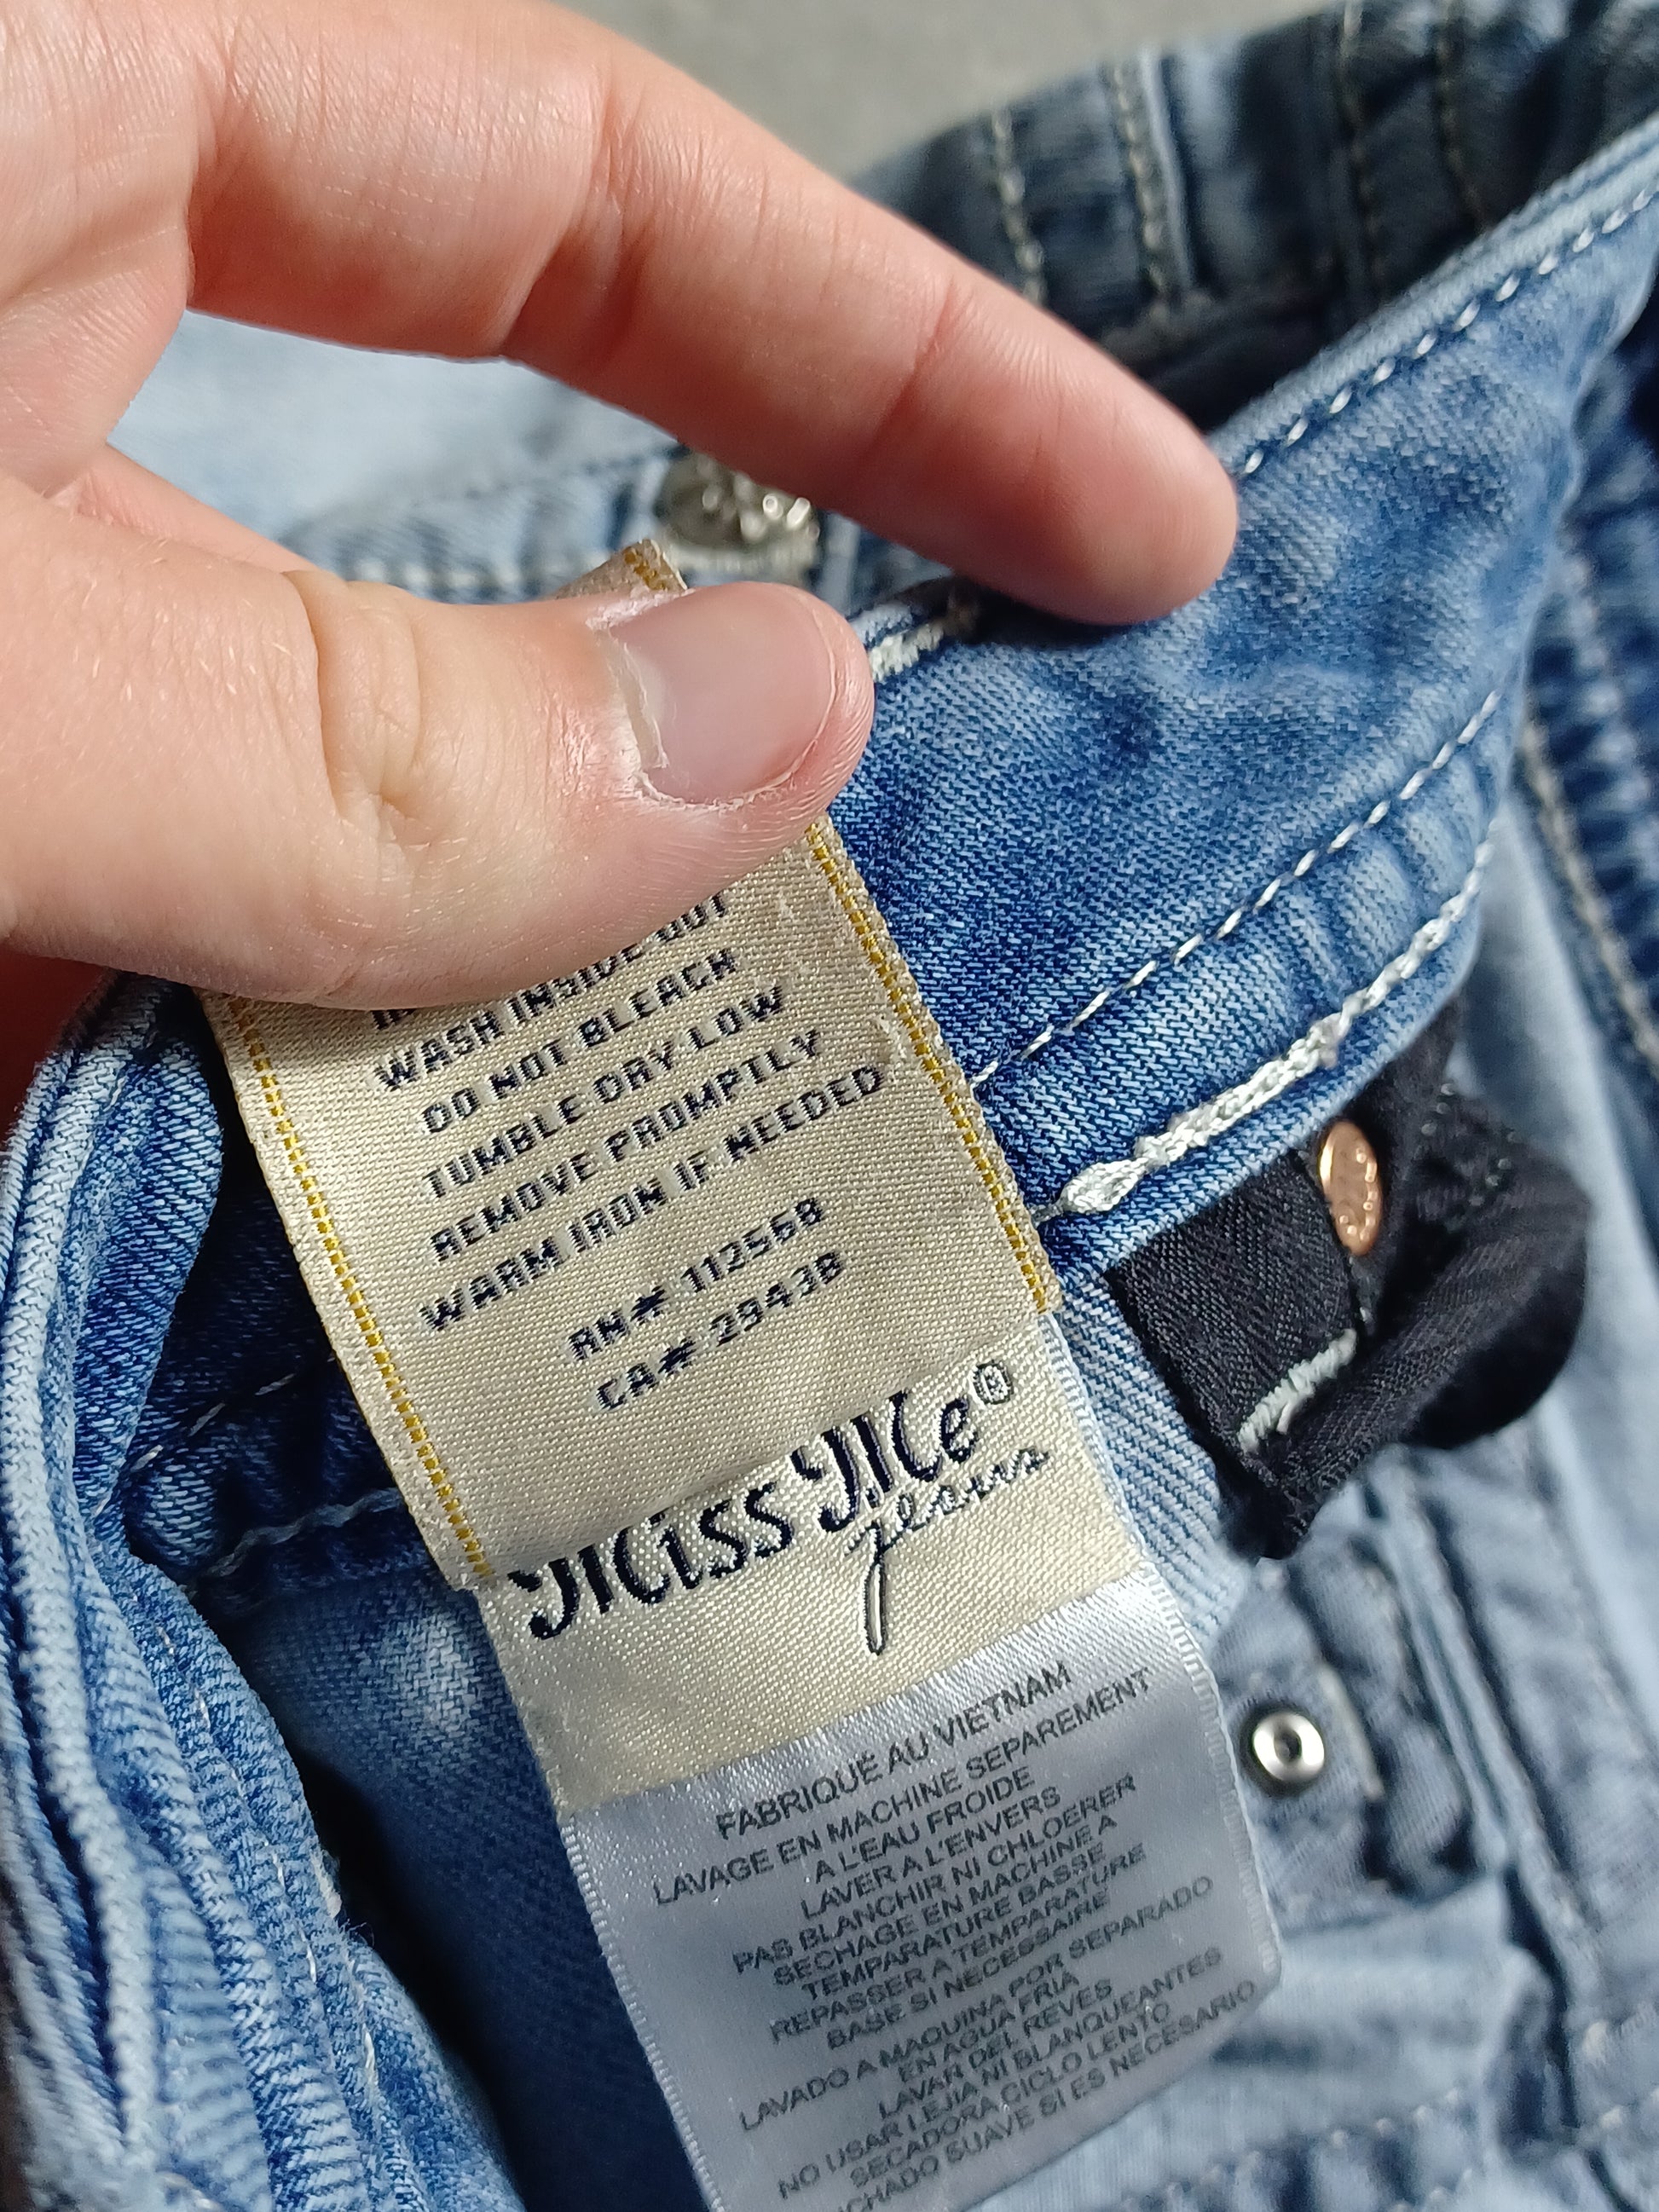 WASH INSIDE OUT
DO NOT BLEACH
TUMBLE DRY LOW
REMOVE PROMPTLY
WARM IRON IF NEEDED
RN# 112568
CA# 29438
Miss Me®
Jeans
FABRIQUÉ AU VIETNAM
LAVAGE EN MACHINE SEPAREMENT
A L'EAU FROIDE
LAVER A L'ENVERS
PAS BLANCHIR NI CHLOERER
SECHAGE EN MACHINE A
TEMPARATURE BASSE
REPASSER A TEMPARATURE
BASE SI NECESSAIRE
LAVADO A MAQUINA POR SEPARADO
EN AGUA FRIA
LAVAR DEL REVES
NO USAR LEJIA NI BLANQUEANTES
SECADORA CICLO LENTO
SUAVE SI ES NECESARIO